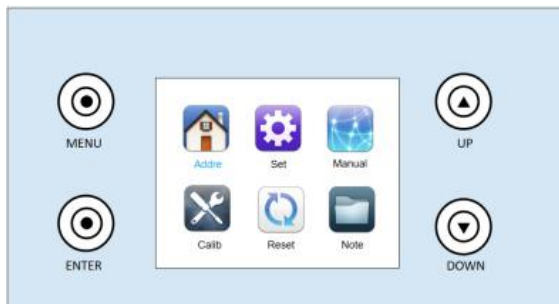 MENU
UP
Addre Set Manual
Calib Reset Note
ENTER
DOWN